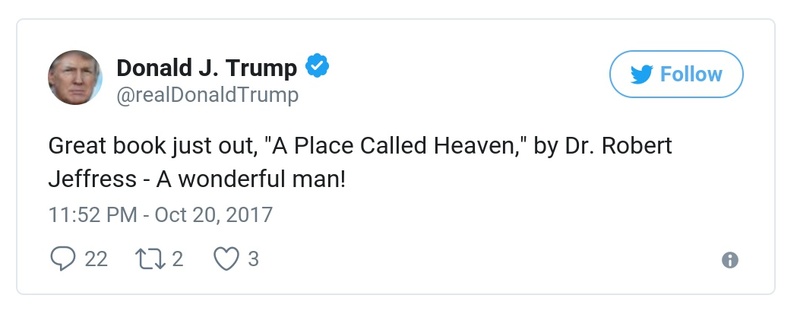 Donald J. Trump
@realDonaldTrump
Follow
Great book just out, "A Place Called Heaven," by Dr. Robert
Jeffress - A wonderful man!
11:52 PM - Oct 20, 2017
22 2 3